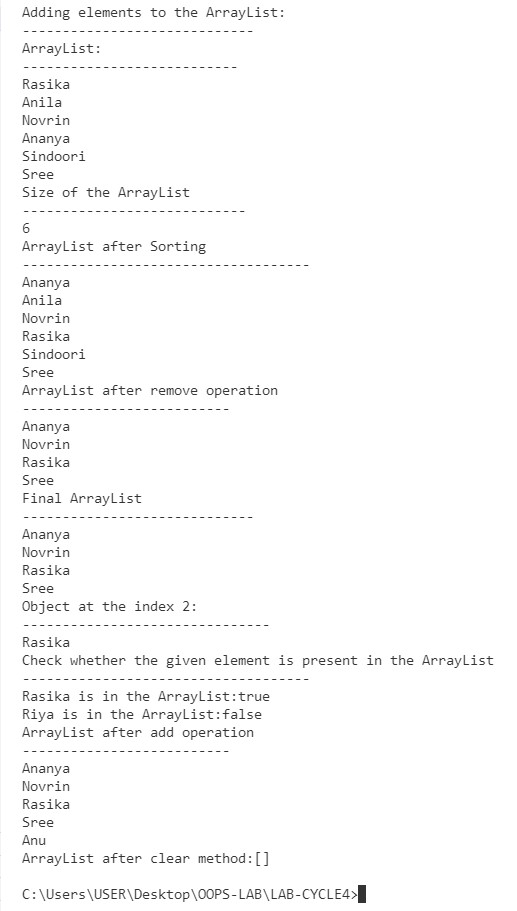 Adding elements to the ArrayList:
-----------------------------
ArrayList:
---------------------------
Rasika
Anila
Novrin
Ananya
Sindoori
Sree
Size of the ArrayList
----------------------------
6
ArrayList after Sorting
------------------------------------
Ananya
Anila
Novrin
Rasika
Sindoori
Sree
ArrayList after remove operation
--------------------------
Ananya
Novrin
Rasika
Sree
Final ArrayList
-----------------------------
Ananya
Novrin
Rasika
Sree
Object at the index 2:
-------------------------------
Rasika
Check whether the given element is present in the ArrayList
------------------------------------
Rasika is in the ArrayList:true
Riya is in the ArrayList:false
ArrayList after add operation
--------------------------
Ananya
Novrin
Rasika
Sree
Anu
ArrayList after clear method:[]
C:\Users\USER\Desktop\OOPS-LAB\LAB-CYCLE4>